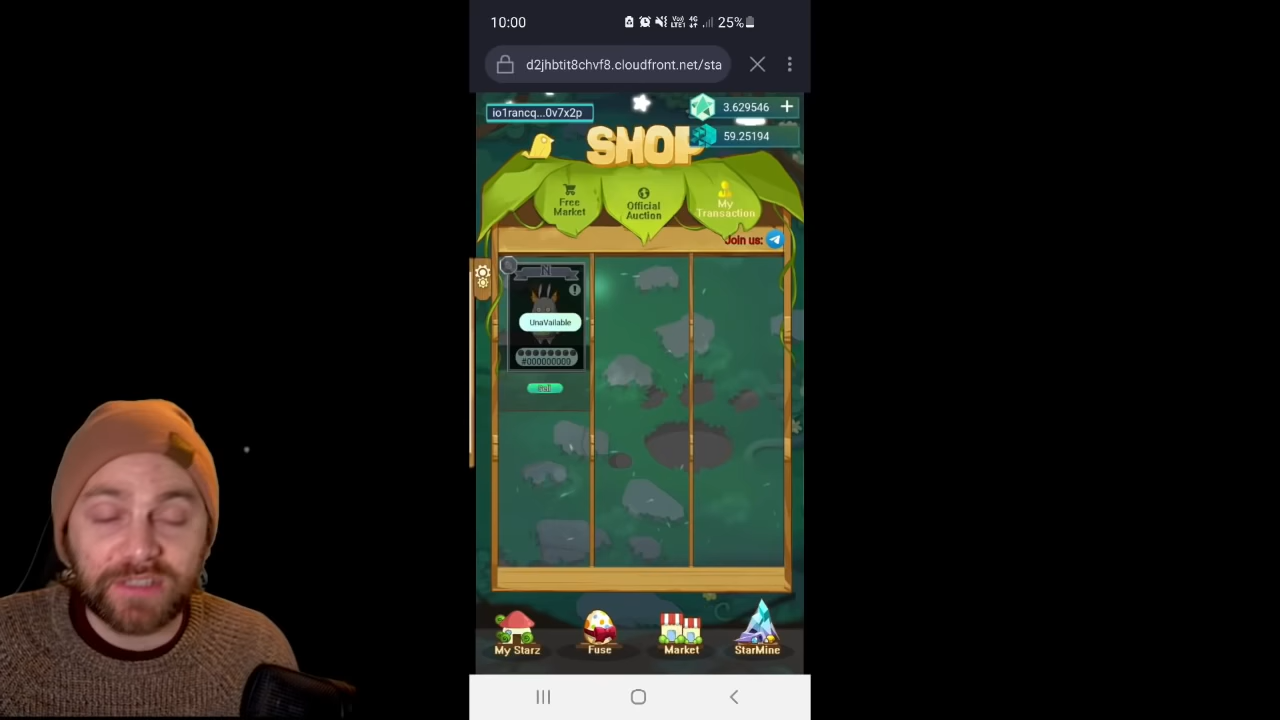 10:00
25%
d2jhbtit8chvf8.cloudfront.net/sta
io1rancq...0v7x2p
3.629546
59.25194
SHOP
Free
Market
Official
Auction
My
Transaction
Join us:
N
UnaVailable
#000000000
My Starz
Fuse
Market
StarMine